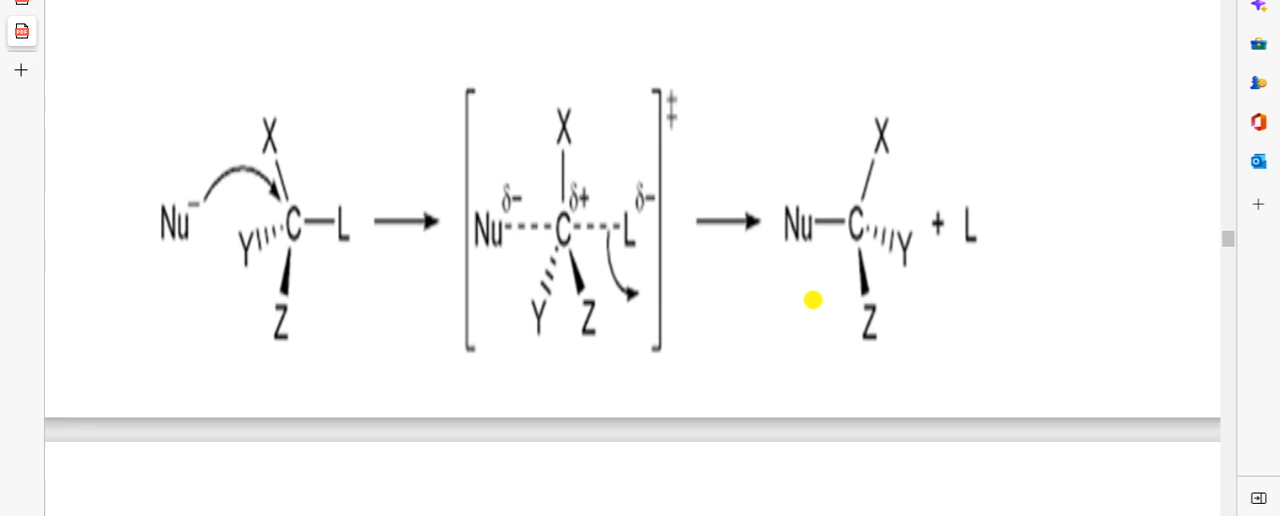 X X ‡ X
Nu⁻ C—L Nu δ- C δ+ L δ- Nu—C Y + L
Y
Z Y Z Z